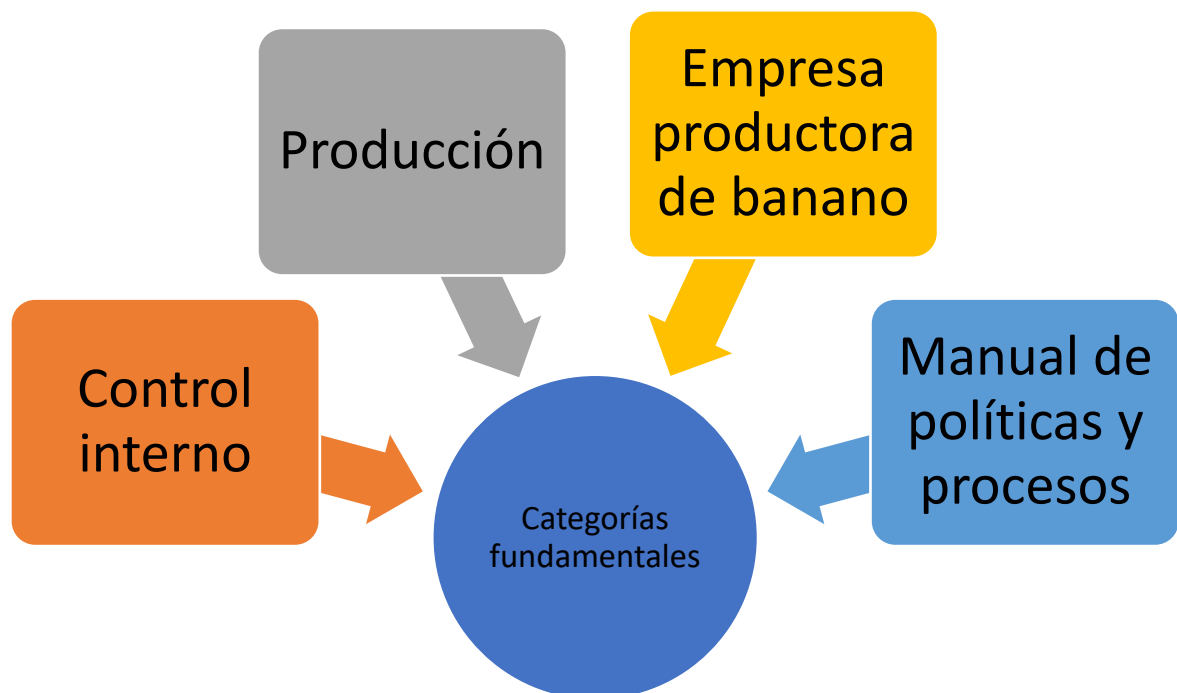 Producción
Empresa
productora
de banano
Control
interno
Manual de
políticas y
procesos
Categorías
fundamentales